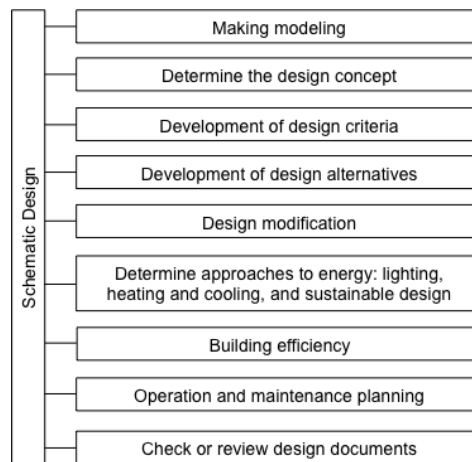 Schematic Design
Making modeling
Determine the design concept
Development of design criteria
Development of design alternatives
Design modification
Determine approaches to energy: lighting,
heating and cooling, and sustainable design
Building efficiency
Operation and maintenance planning
Check or review design documents